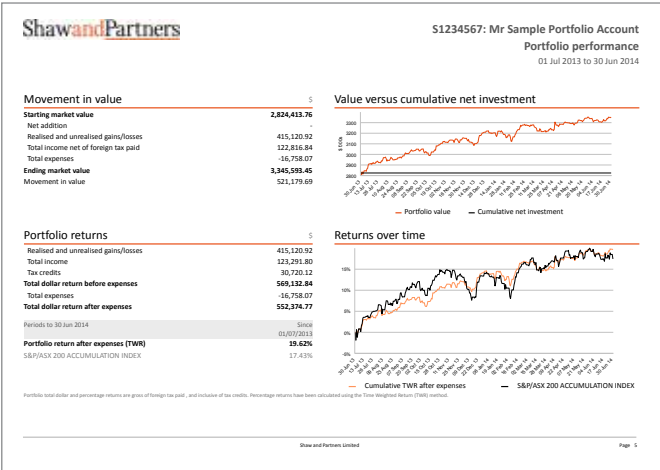 ShawandPartners
S1234567: Mr Sample Portfolio Account
Portfolio performance
01 Jul 2013 to 30 Jun 2014
Movement in value $
Starting market value 2,824,413.76
Net addition -
Realised and unrealised gains/losses 415,120.92
Total income net of foreign tax paid 122,816.84
Total expenses -16,758.07
Ending market value 3,345,593.45
Movement in value 521,179.69
Value versus cumulative net investment
$ 000s
Portfolio value Cumulative net investment
Portfolio returns $
Realised and unrealised gains/losses 415,120.92
Total income 123,291.80
Tax credits 30,720.12
Total dollar return before expenses 569,132.84
Total expenses -16,758.07
Total dollar return after expenses 552,374.77
Periods to 30 Jun 2014 Since
01/07/2013
Portfolio return after expenses (TWR) 19.62%
S&P/ASX 200 ACCUMULATION INDEX 17.43%
Returns over time
Cumulative TWR after expenses S&P/ASX 200 ACCUMULATION INDEX
Portfolio total dollar and percentage returns are gross of foreign tax paid , and inclusive of tax credits. Percentage returns have been calculated using the Time Weighted Return (TWR) method.
Shaw and Partners Limited Page 5